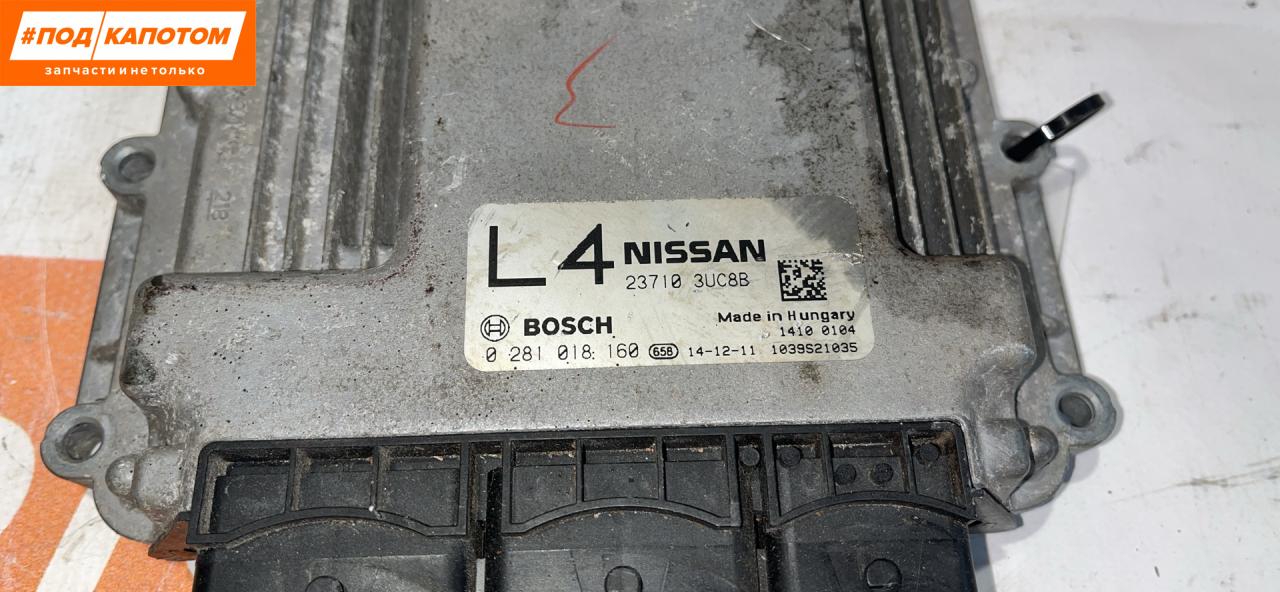 #ПОД КАПОТОМ
запчасти и не только
218
L4 NISSAN
23710 3UC8B
BOSCH
Made in Hungary
1410 0104
0 281 018 160 658 14-12-11 1039S21035